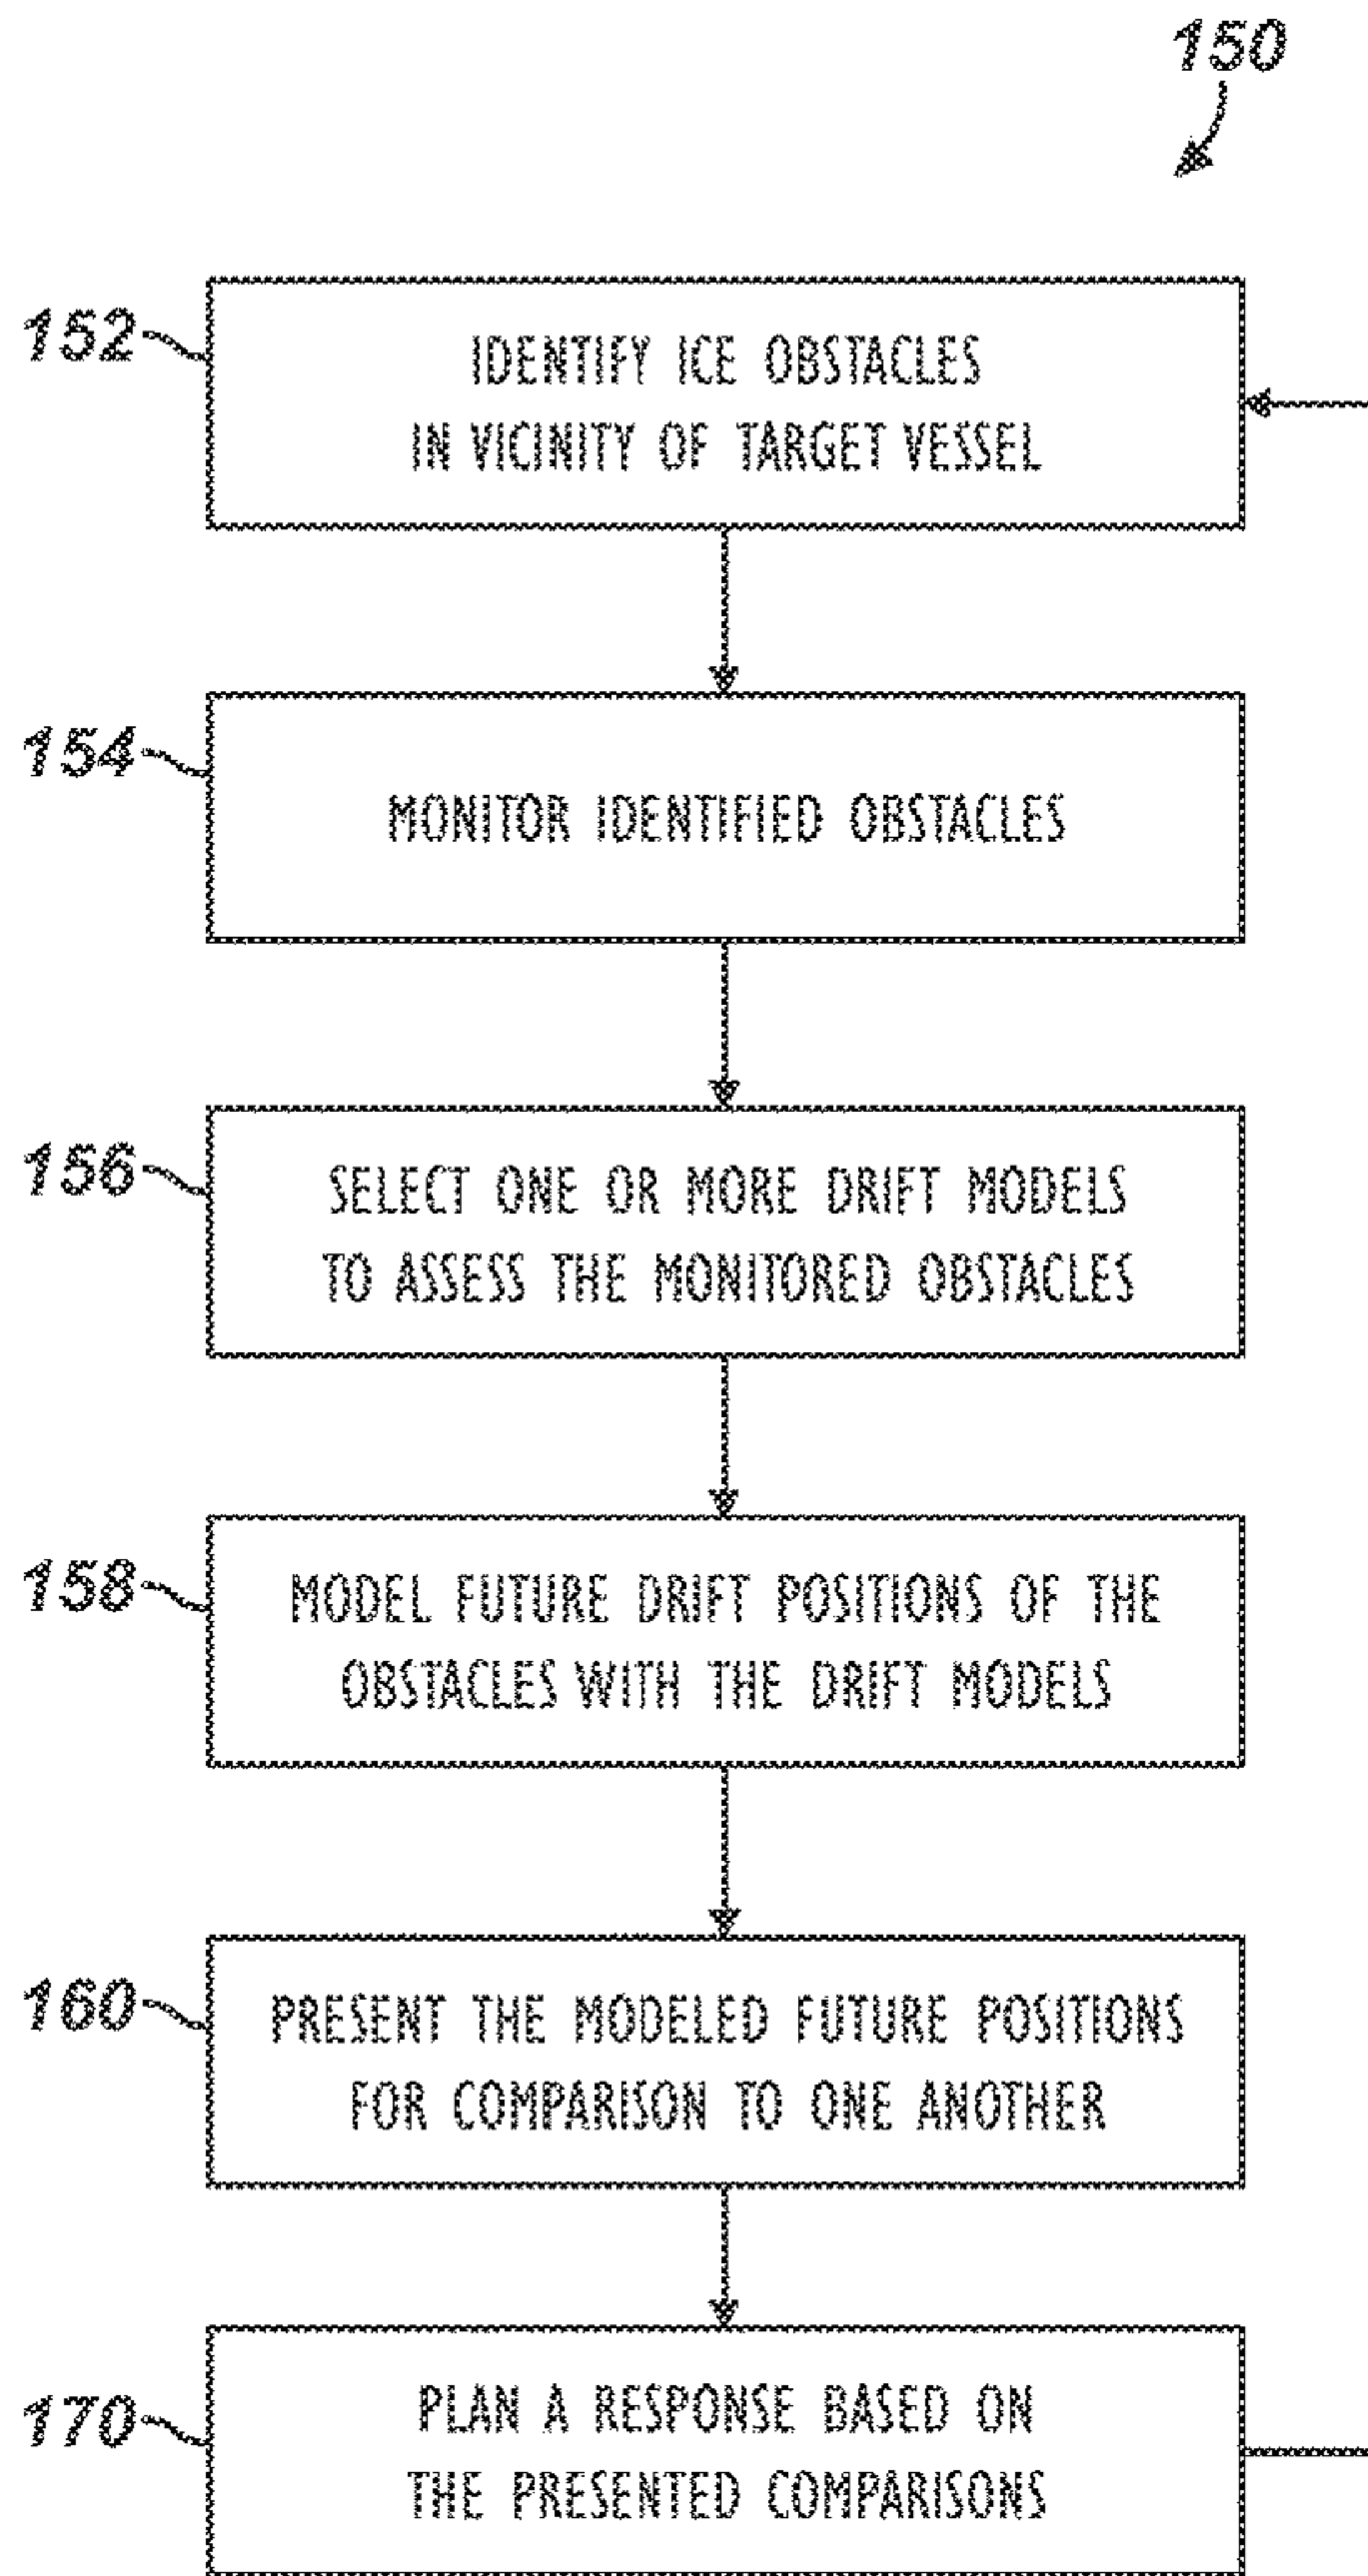 150
152
IDENTIFY ICE OBSTACLES
IN VICINITY OF TARGET VESSEL
154
MONITOR IDENTIFIED OBSTACLES
156
SELECT ONE OR MORE DRIFT MODELS
TO ASSESS THE MONITORED OBSTACLES
158
MODEL FUTURE DRIFT POSITIONS OF THE
OBSTACLES WITH THE DRIFT MODELS
160
PRESENT THE MODELED FUTURE POSITIONS
FOR COMPARISON TO ONE ANOTHER
170
PLAN A RESPONSE BASED ON
THE PRESENTED COMPARISONS